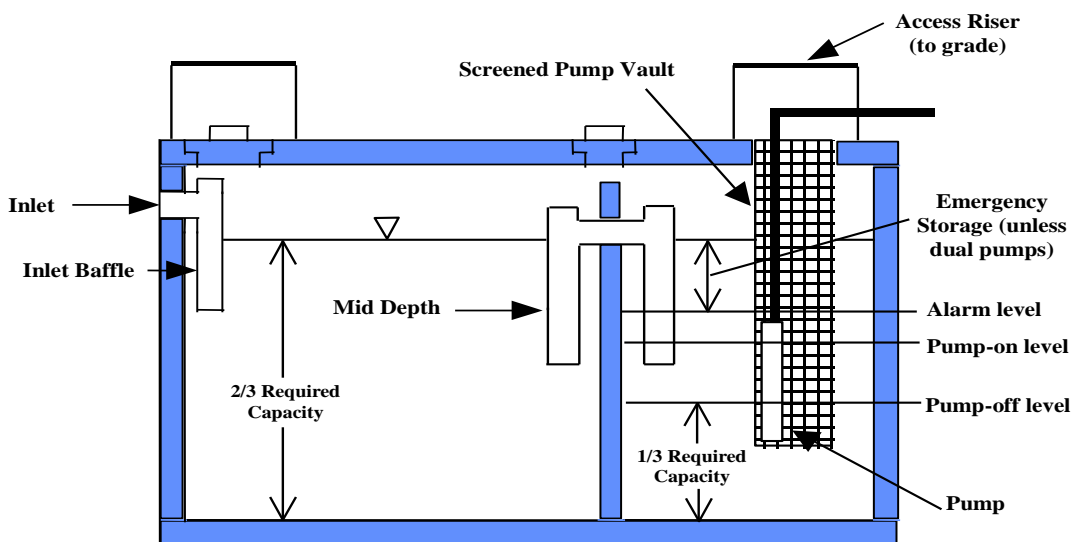 Access Riser
(to grade)
Screened Pump Vault
Inlet
Emergency
Storage (unless
dual pumps)
Inlet Baffle
Mid Depth
Alarm level
Pump-on level
2/3 Required
Capacity
Pump-off level
1/3 Required
Capacity
Pump